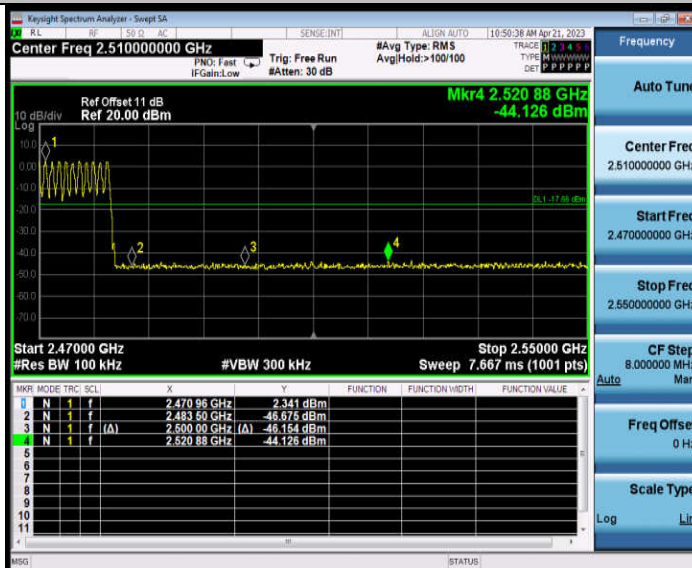 Keysight Spectrum Analyzer - Swept SA
RL RF 50 Ω AC SENSE:INT ALIGN AUTO 10:50:38 AM Apr 21, 2023
Center Freq 2.510000000 GHz
PNO: Fast
IFGain:Low
Trig: Free Run
#Atten: 30 dB
#Avg Type: RMS
Avg|Hold:>100/100
TRACE 1 2 3 4 5 6
TYPE M
DET P P P P P P
Ref Offset 11 dB
Ref 20.00 dBm
10 dB/div
Log
Mkr4 2.520 88 GHz
-44.126 dBm
10.0
0.00
-10.0
-20.0
-30.0
-40.0
-50.0
-60.0
-70.0
1
2
3
4
DL1 -17.66 dBm
Start 2.47000 GHz
Stop 2.55000 GHz
#Res BW 100 kHz
#VBW 300 kHz
Sweep 7.667 ms (1001 pts)
MKR MODE TRC SCL X Y FUNCTION FUNCTION WIDTH FUNCTION VALUE
1 N 1 f 2.470 96 GHz 2.341 dBm
2 N 1 f 2.483 50 GHz -46.675 dBm
3 N 1 f (Δ) 2.500 00 GHz (Δ) -46.154 dBm
4 N 1 f 2.520 88 GHz -44.126 dBm
5
6
7
8
9
10
11
MSG STATUS
Frequency
Auto Tune
Center Freq
2.510000000 GHz
Start Freq
2.470000000 GHz
Stop Freq
2.550000000 GHz
CF Step
8.000000 MHz
Auto Man
Freq Offset
0 Hz
Scale Type
Log Lin